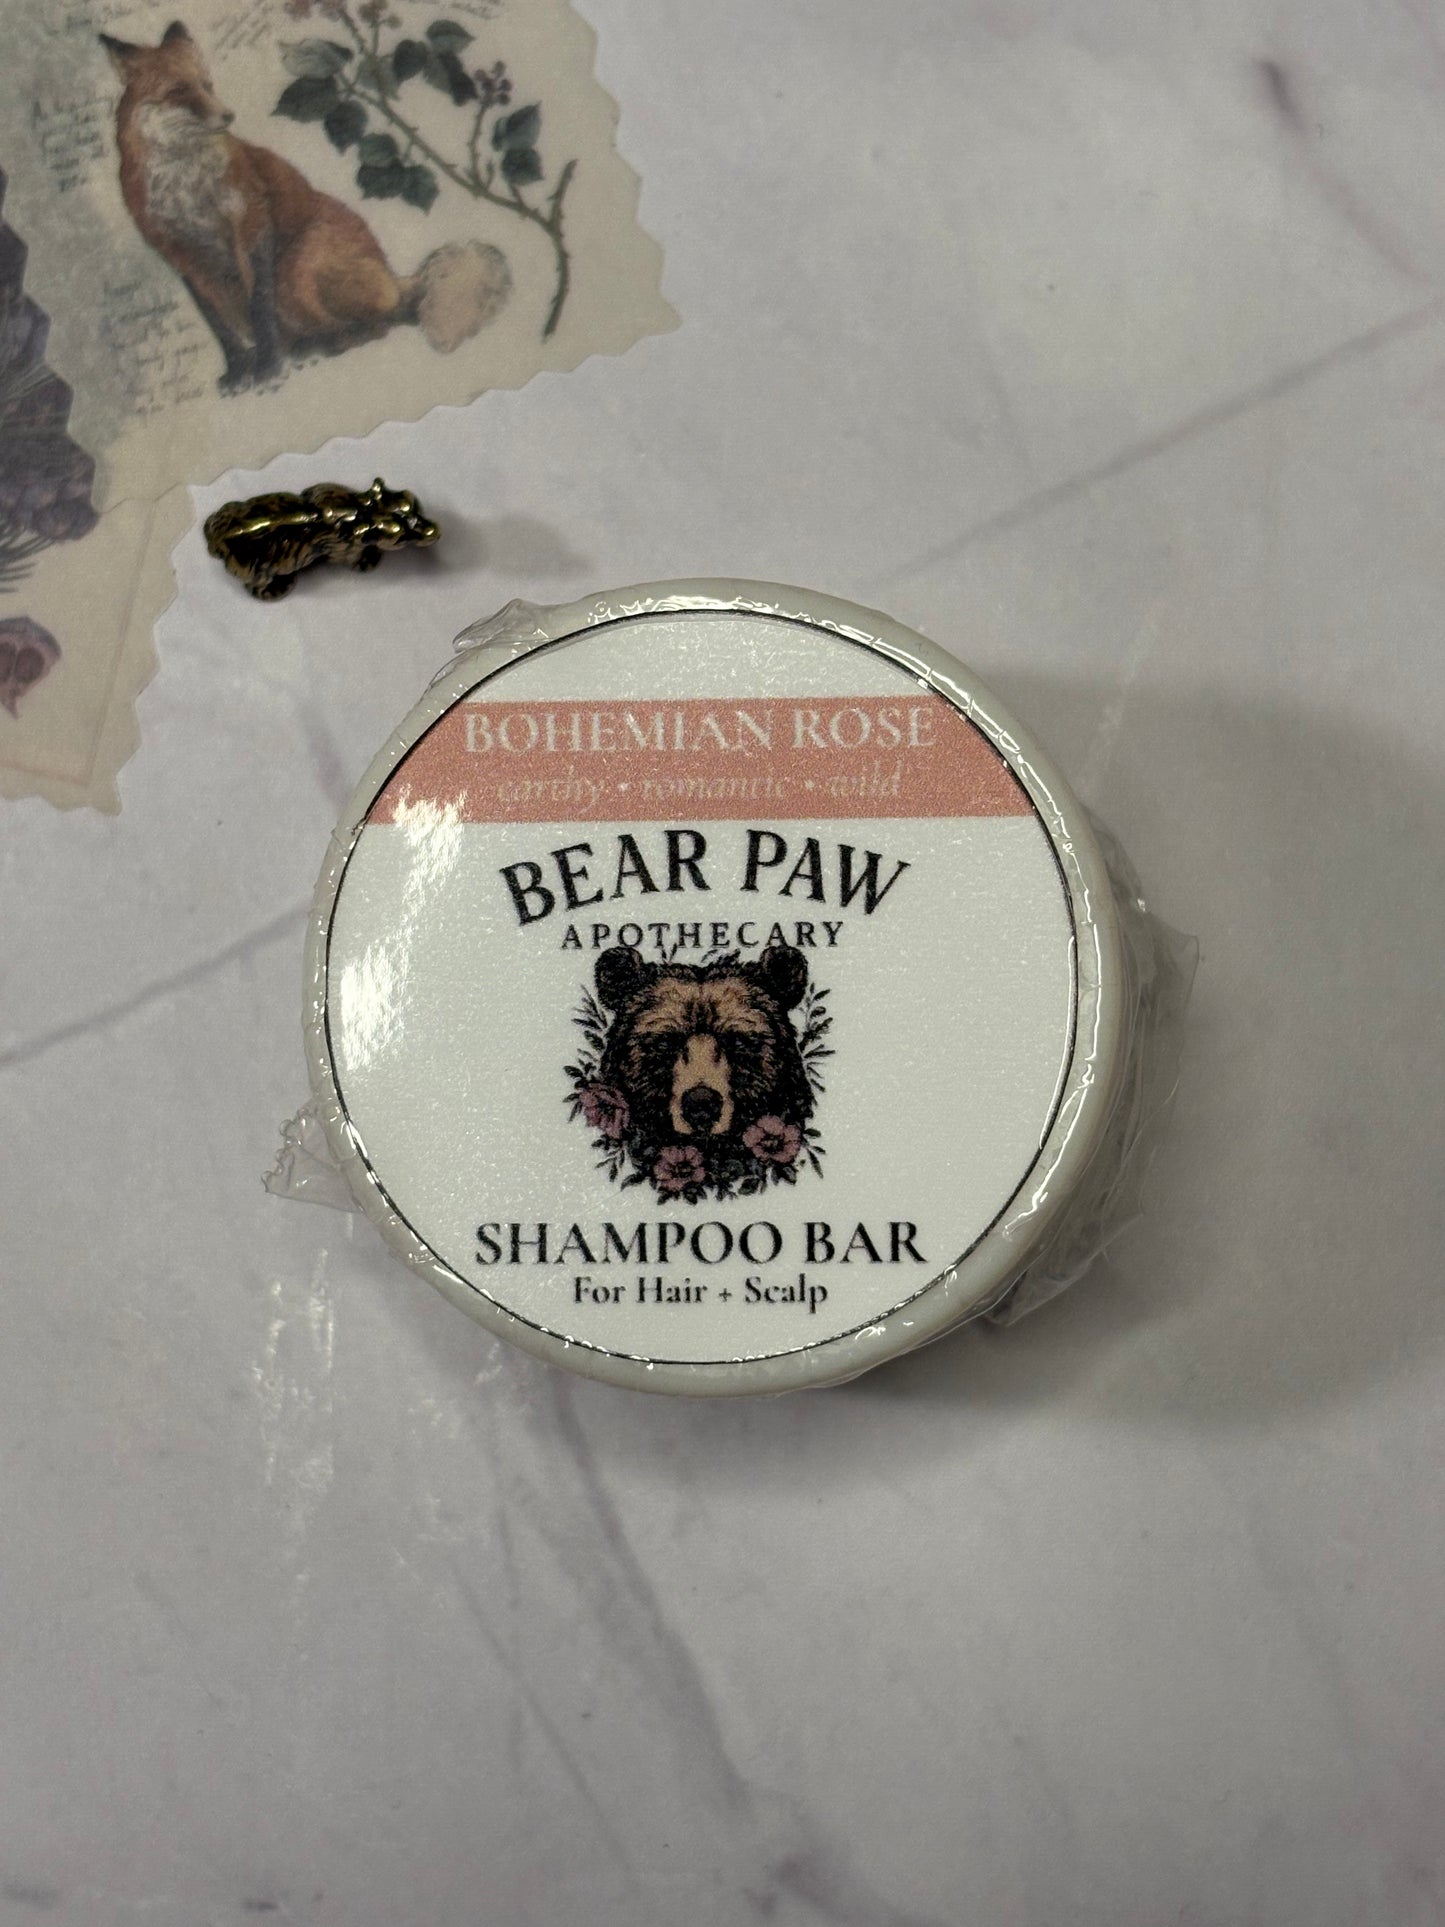 BOHEMIAN ROSE
earthy • romantic • wild
BEAR PAW
APOTHECARY
SHAMPOO BAR
For Hair + Scalp